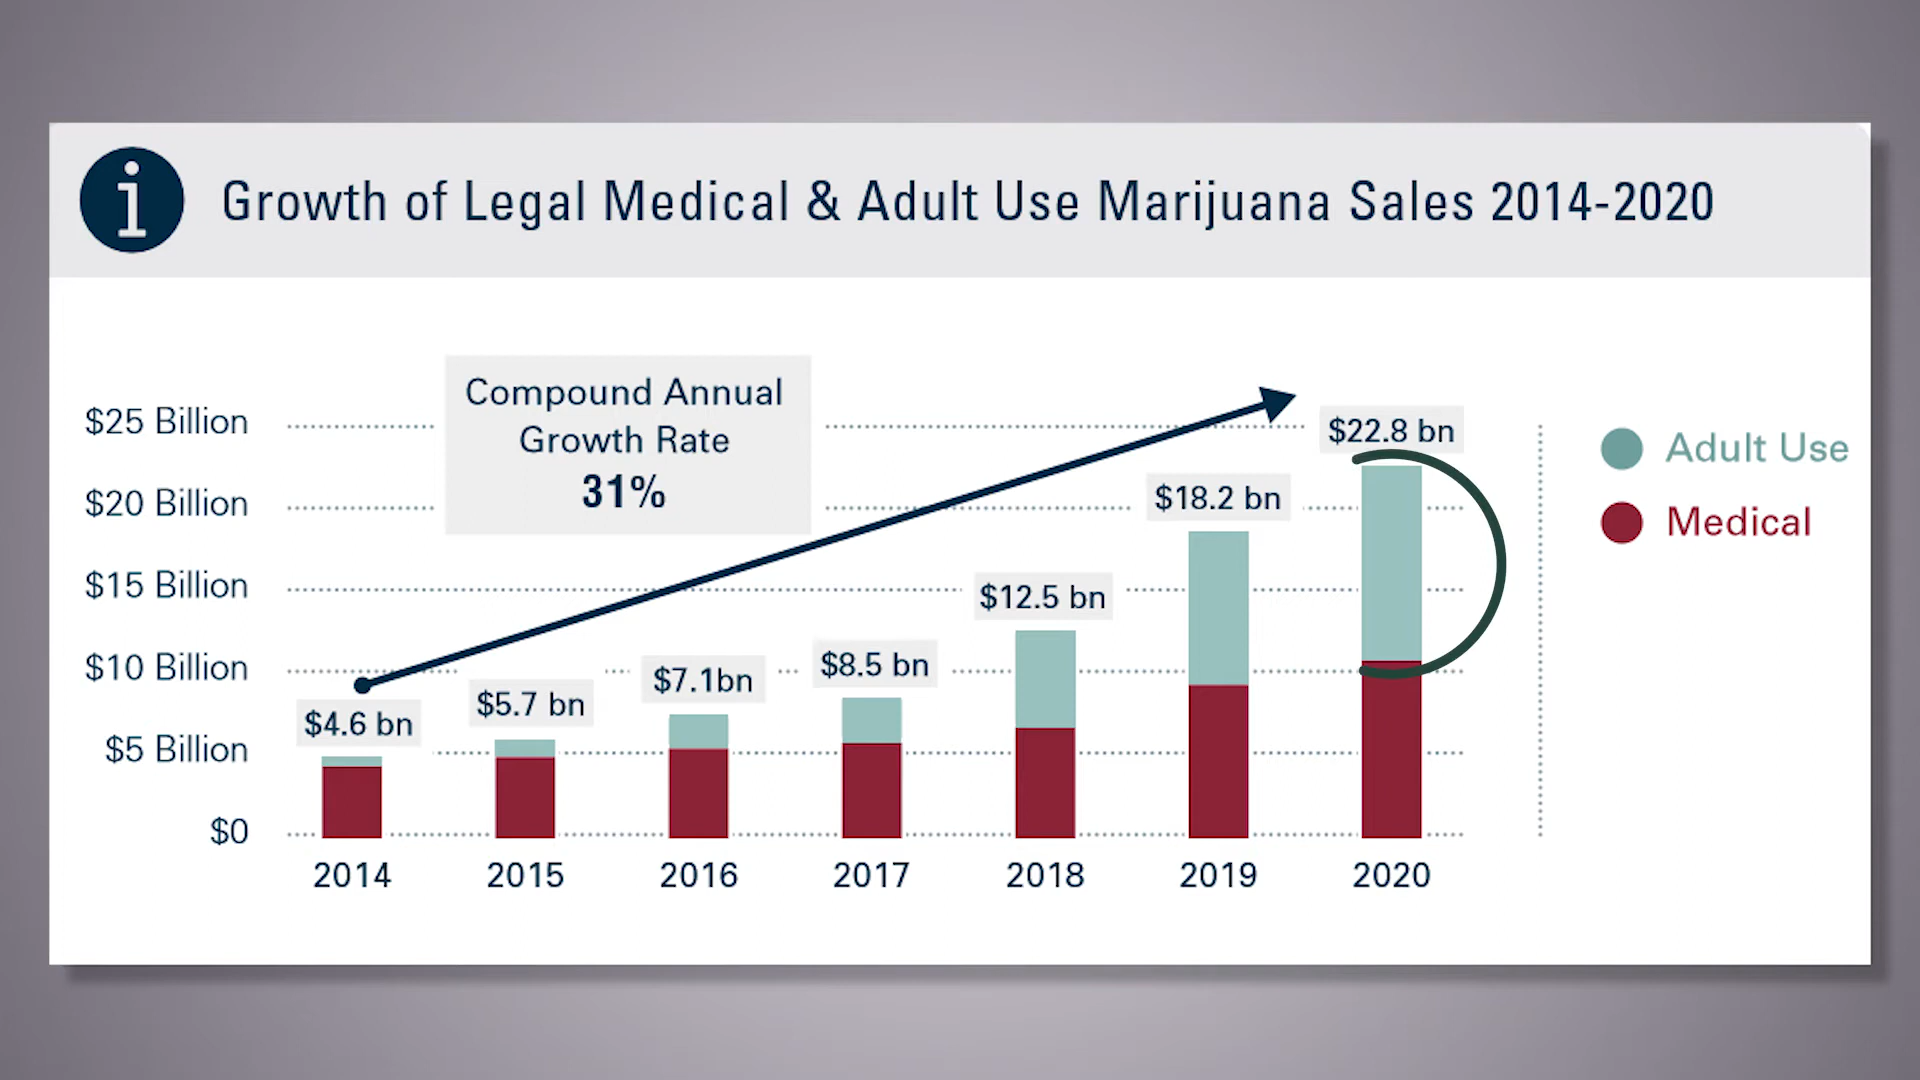 i
Growth of Legal Medical & Adult Use Marijuana Sales 2014-2020
Compound Annual
Growth Rate
31%
$25 Billion
$20 Billion
$15 Billion
$10 Billion
$5 Billion
$0
$4.6 bn
$5.7 bn
$7.1bn
$8.5 bn
$12.5 bn
$18.2 bn
$22.8 bn
2014
2015
2016
2017
2018
2019
2020
Adult Use
Medical